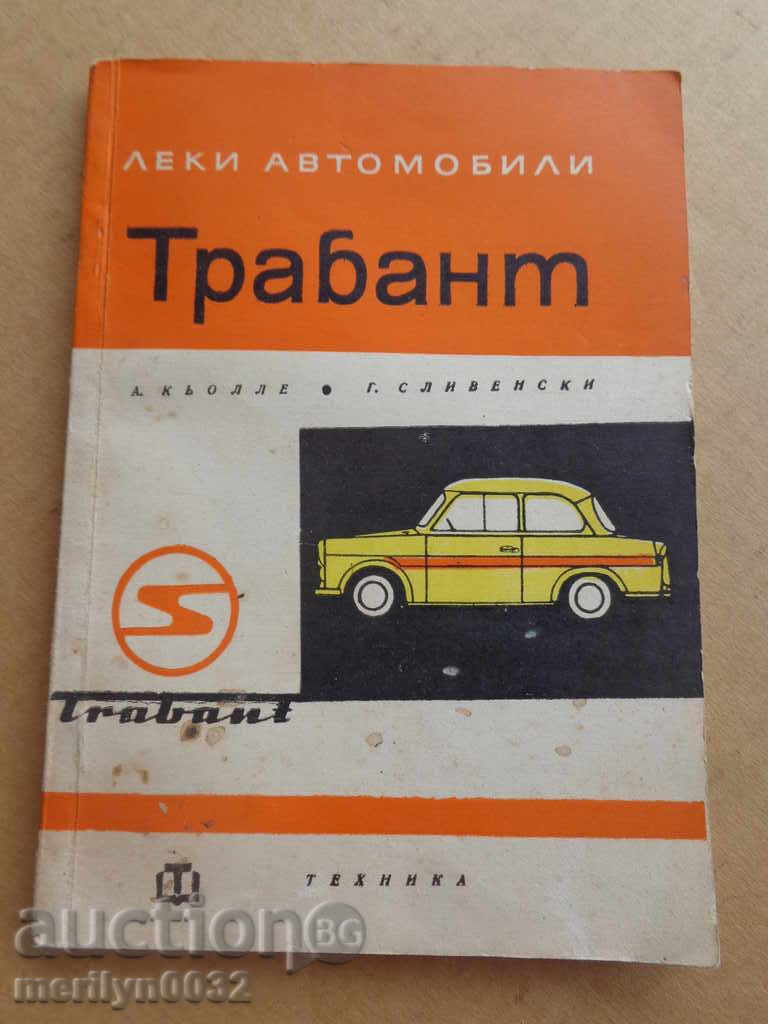 ЛЕКИ АВТОМОБИЛИ
Трабант
А. КЬОЛЛЕ • Г. СЛИВЕНСКИ
S
Trabant
Т
ТЕХНИКА
auction BG
merilyn0032